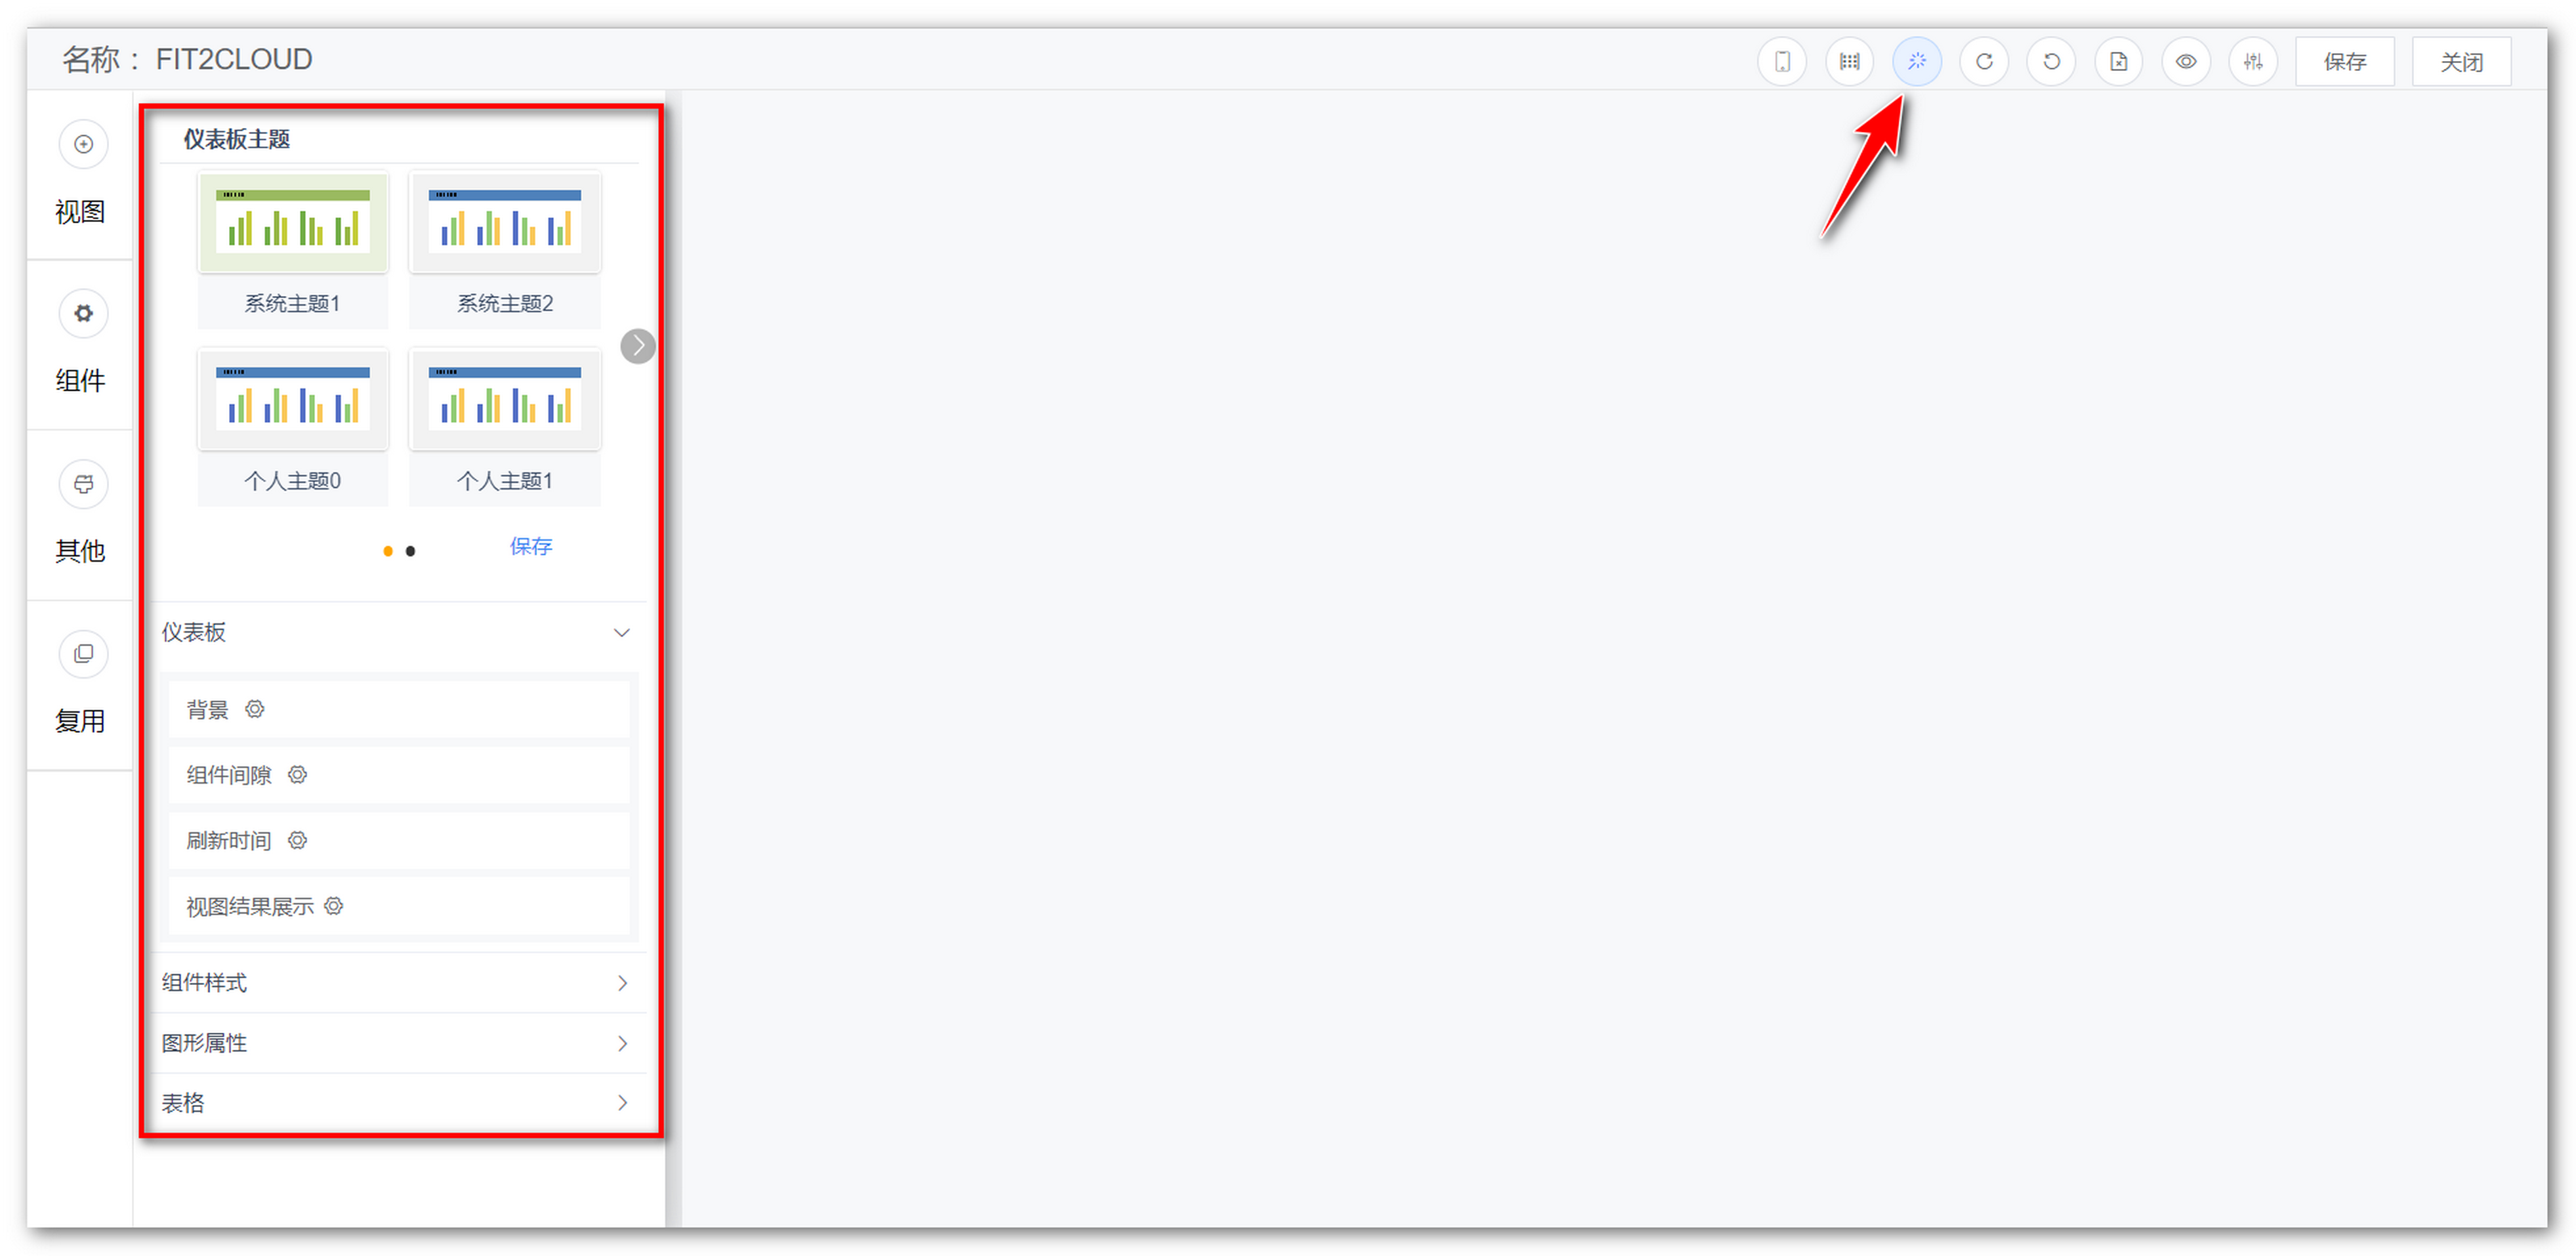 名称： FIT2CLOUD
保存
关闭
视图
组件
其他
复用
仪表板主题
系统主题1
系统主题2
个人主题0
个人主题1
保存
仪表板
背景
组件间隙
刷新时间
视图结果展示
组件样式
图形属性
表格